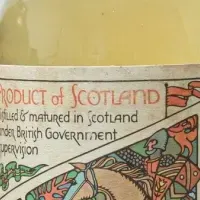 PRODUCT of SCOTLAND
distilled & matured in Scotland
under British Government
supervision